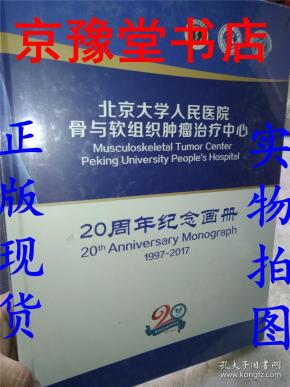 京豫堂书店
北京大学人民医院
骨与软组织肿瘤治疗中心
Musculoskeletal Tumor Center
Peking University People's Hospital
正版现货
实物拍图
20周年纪念画册
20th Anniversary Monograph
1997-2017
20
孔夫子旧书网